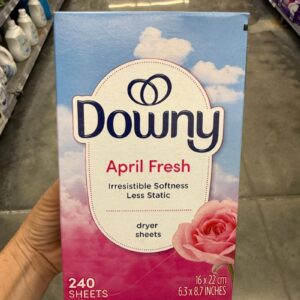 Downy
April Fresh
Irresistible Softness
Less Static
dryer
sheets
240
SHEETS
16 x 22 cm
6.3 x 8.7 INCHES